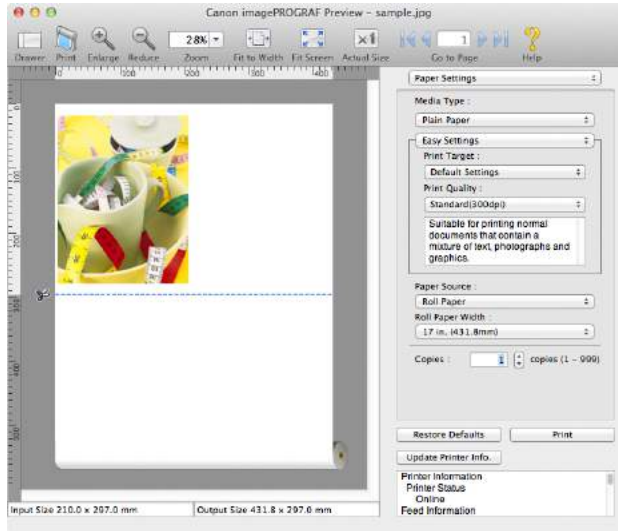 Canon imagePROGRAF Preview - sample.jpg
28%
x1
1
Drawer Print Enlarge Reduce Zoom Fit to Width Fit Screen Actual Size Go to Page Help
Paper Settings
Media Type :
Plain Paper
Easy Settings
Print Target :
Default Settings
Print Quality :
Standard(300dpi)
Suitable for printing normal
documents that contain a
mixture of text, photographs and
graphics.
Paper Source :
Roll Paper
Roll Paper Width :
17 in. (431.8mm)
Copies : 1 copies (1 - 999)
Restore Defaults Print
Update Printer Info.
Printer Information
Printer Status
Online
Feed Information
Input Size 210.0 x 297.0 mm Output Size 431.8 x 297.0 mm